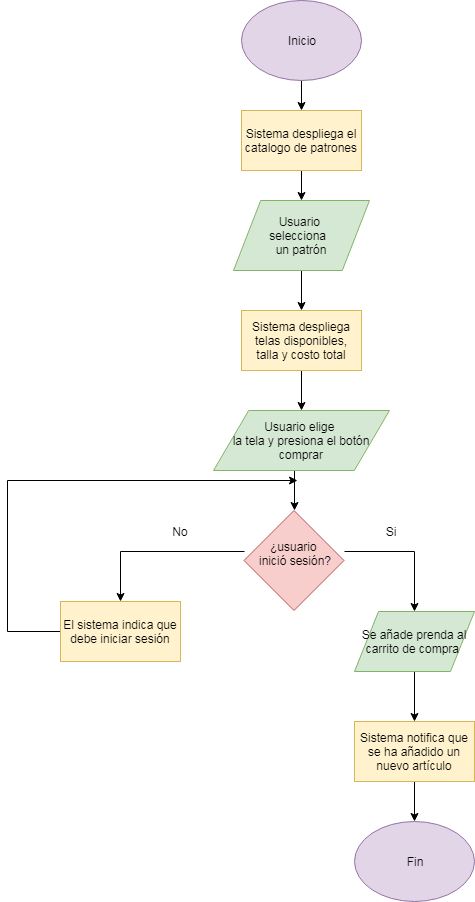 Inicio
Sistema despliega el
catalogo de patrones
Usuario
selecciona
un patrón
Sistema despliega
telas disponibles,
talla y costo total
Usuario elige
la tela y presiona el botón
comprar
¿usuario
inició sesión?
No
Si
El sistema indica que
debe iniciar sesión
Se añade prenda al
carrito de compra
Sistema notifica que
se ha añadido un
nuevo artículo
Fin